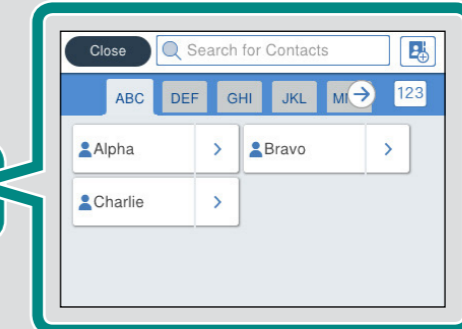 Close Search for Contacts
ABC DEF GHI JKL 123
Alpha Bravo
Charlie